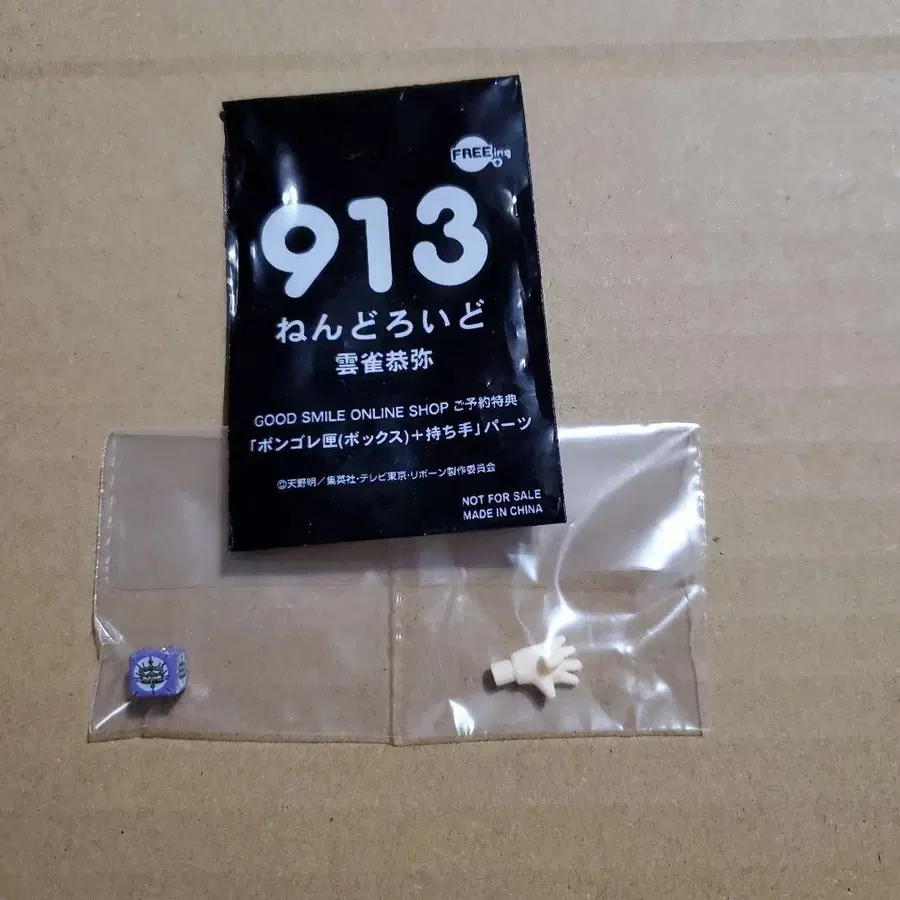 FREEing
913
ねんどろいど
雲雀恭弥
GOOD SMILE ONLINE SHOP ご予約特典
「ボンゴレ匣(ボックス)+持ち手」パーツ
©天野明/集英社・テレビ東京・リボーン製作委員会
NOT FOR SALE
MADE IN CHINA